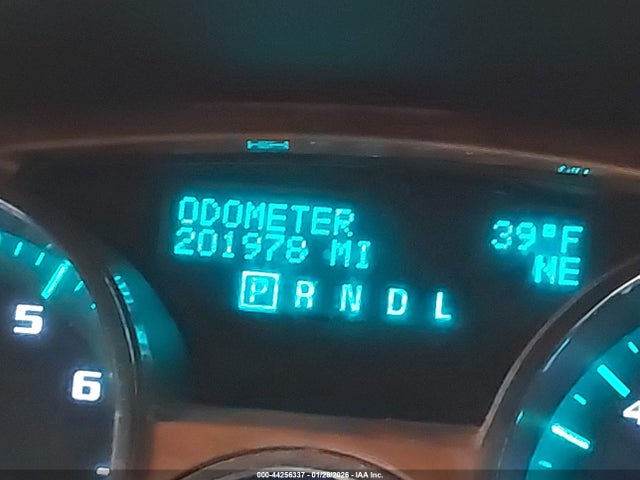 ODOMETER 39°F
201978 MI NE
P R N D L
5
6
4
000-44256337 - 01/28/2026 - IAA Inc.